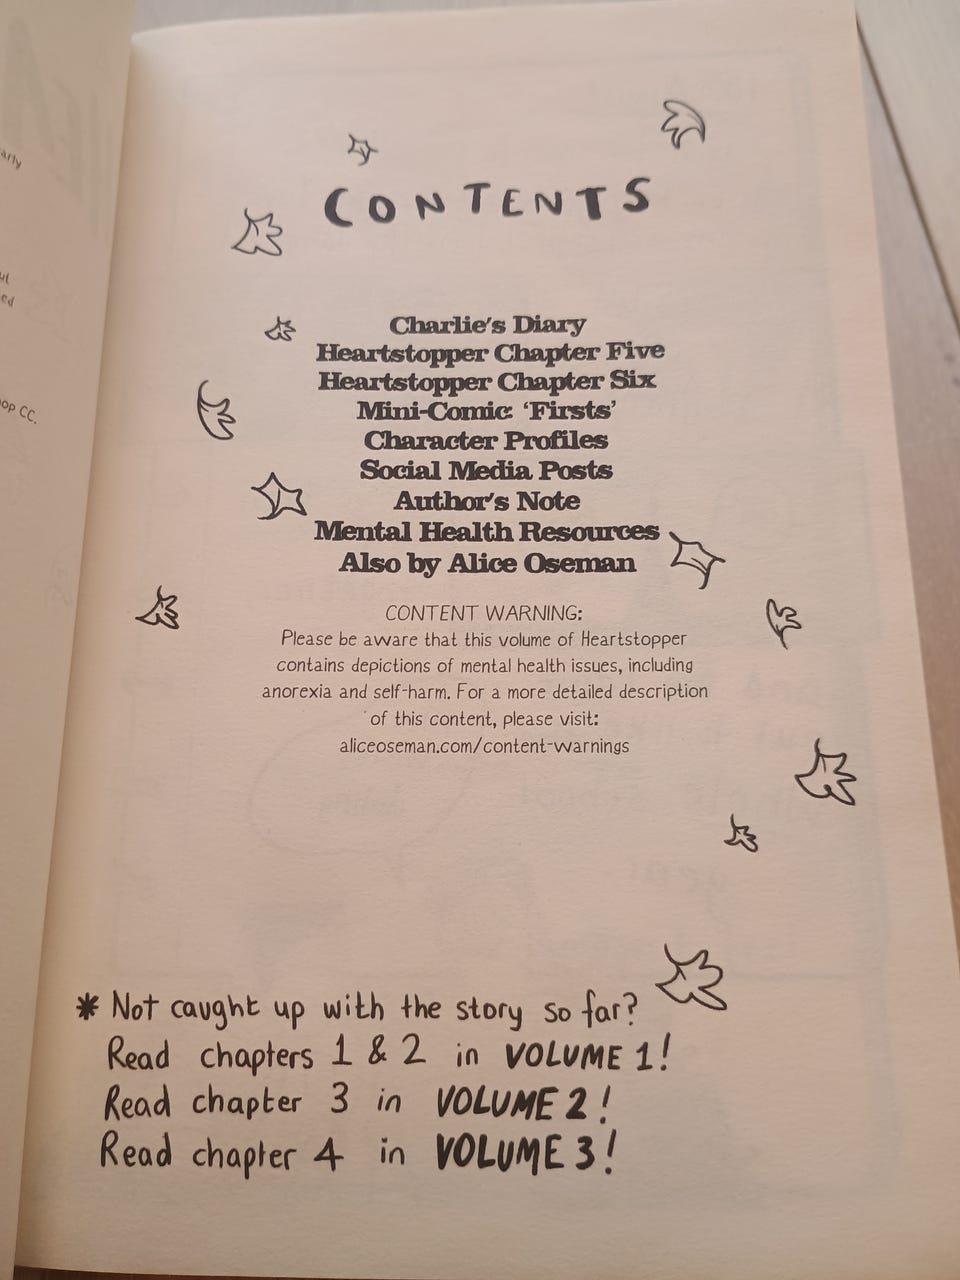 arly
ed
op CC.
CONTENTS
Charlie's Diary
Heartstopper Chapter Five
Heartstopper Chapter Six
Mini-Comic: ‘Firsts’
Character Profiles
Social Media Posts
Author's Note
Mental Health Resources
Also by Alice Oseman
CONTENT WARNING:
Please be aware that this volume of Heartstopper
contains depictions of mental health issues, including
anorexia and self-harm. For a more detailed description
of this content, please visit:
aliceoseman.com/content-warnings
* Not caught up with the story so far?
Read chapters 1 & 2 in VOLUME 1!
Read chapter 3 in VOLUME 2!
Read chapter 4 in VOLUME 3!